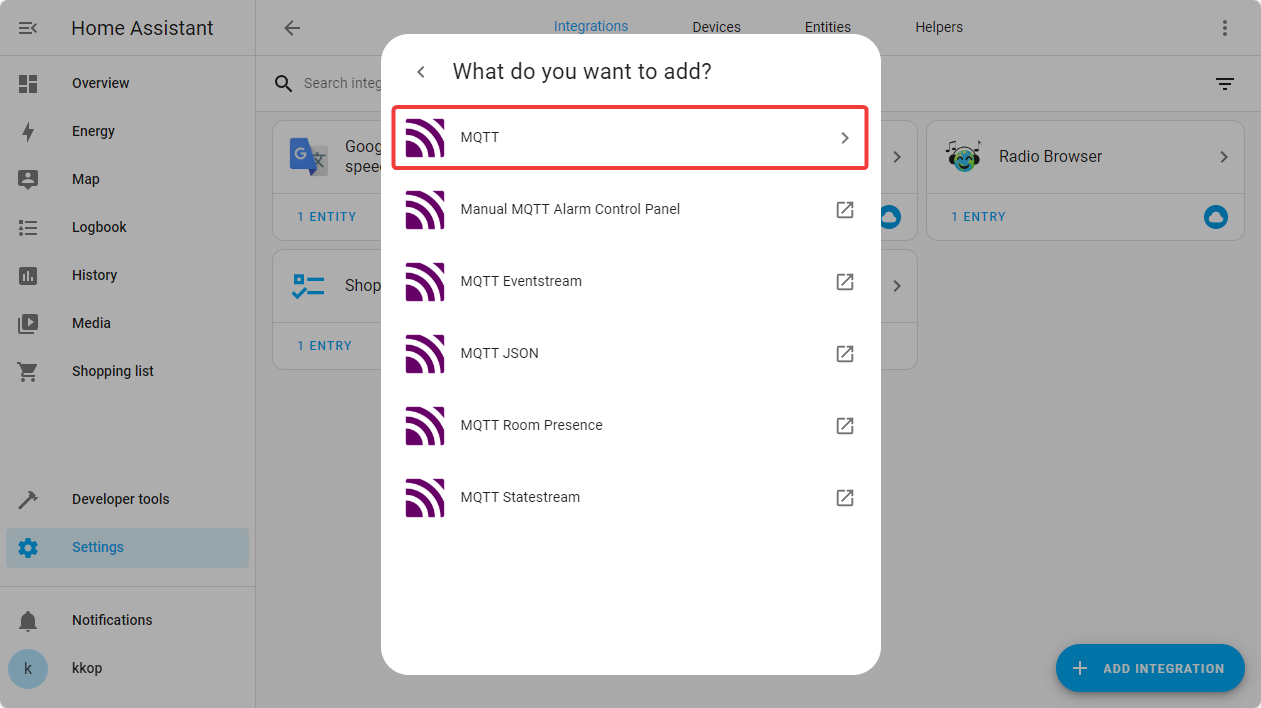 Home Assistant
Overview
Energy
Map
Logbook
History
Media
Shopping list
Developer tools
Settings
Notifications
k
kkop
Integrations
Devices
Entities
Helpers
Search integ
G
Goog
speec
1 ENTITY
Radio Browser
1 ENTRY
Shop
1 ENTRY
What do you want to add?
MQTT
Manual MQTT Alarm Control Panel
MQTT Eventstream
MQTT JSON
MQTT Room Presence
MQTT Statestream
ADD INTEGRATION